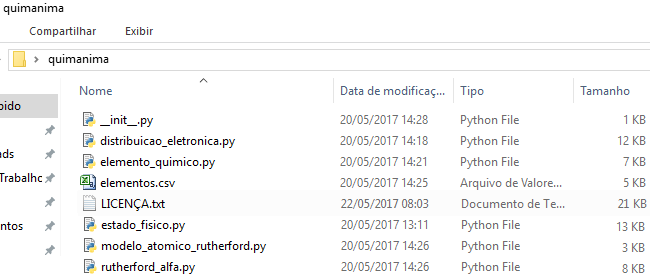 quimanima
Compartilhar Exibir
quimanima
Nome Data de modificaç... Tipo Tamanho
__init__.py 20/05/2017 14:28 Python File 1 KB
distribuicao_eletronica.py 20/05/2017 14:18 Python File 12 KB
elemento_quimico.py 20/05/2017 14:21 Python File 7 KB
elementos.csv 20/05/2017 14:25 Arquivo de Valore... 5 KB
LICENÇA.txt 22/05/2017 08:03 Documento de Te... 21 KB
estado_fisico.py 20/05/2017 13:11 Python File 13 KB
modelo_atomico_rutherford.py 20/05/2017 14:26 Python File 3 KB
rutherford_alfa.py 20/05/2017 14:26 Python File 8 KB
pido
nds
Trabalhc
ntos